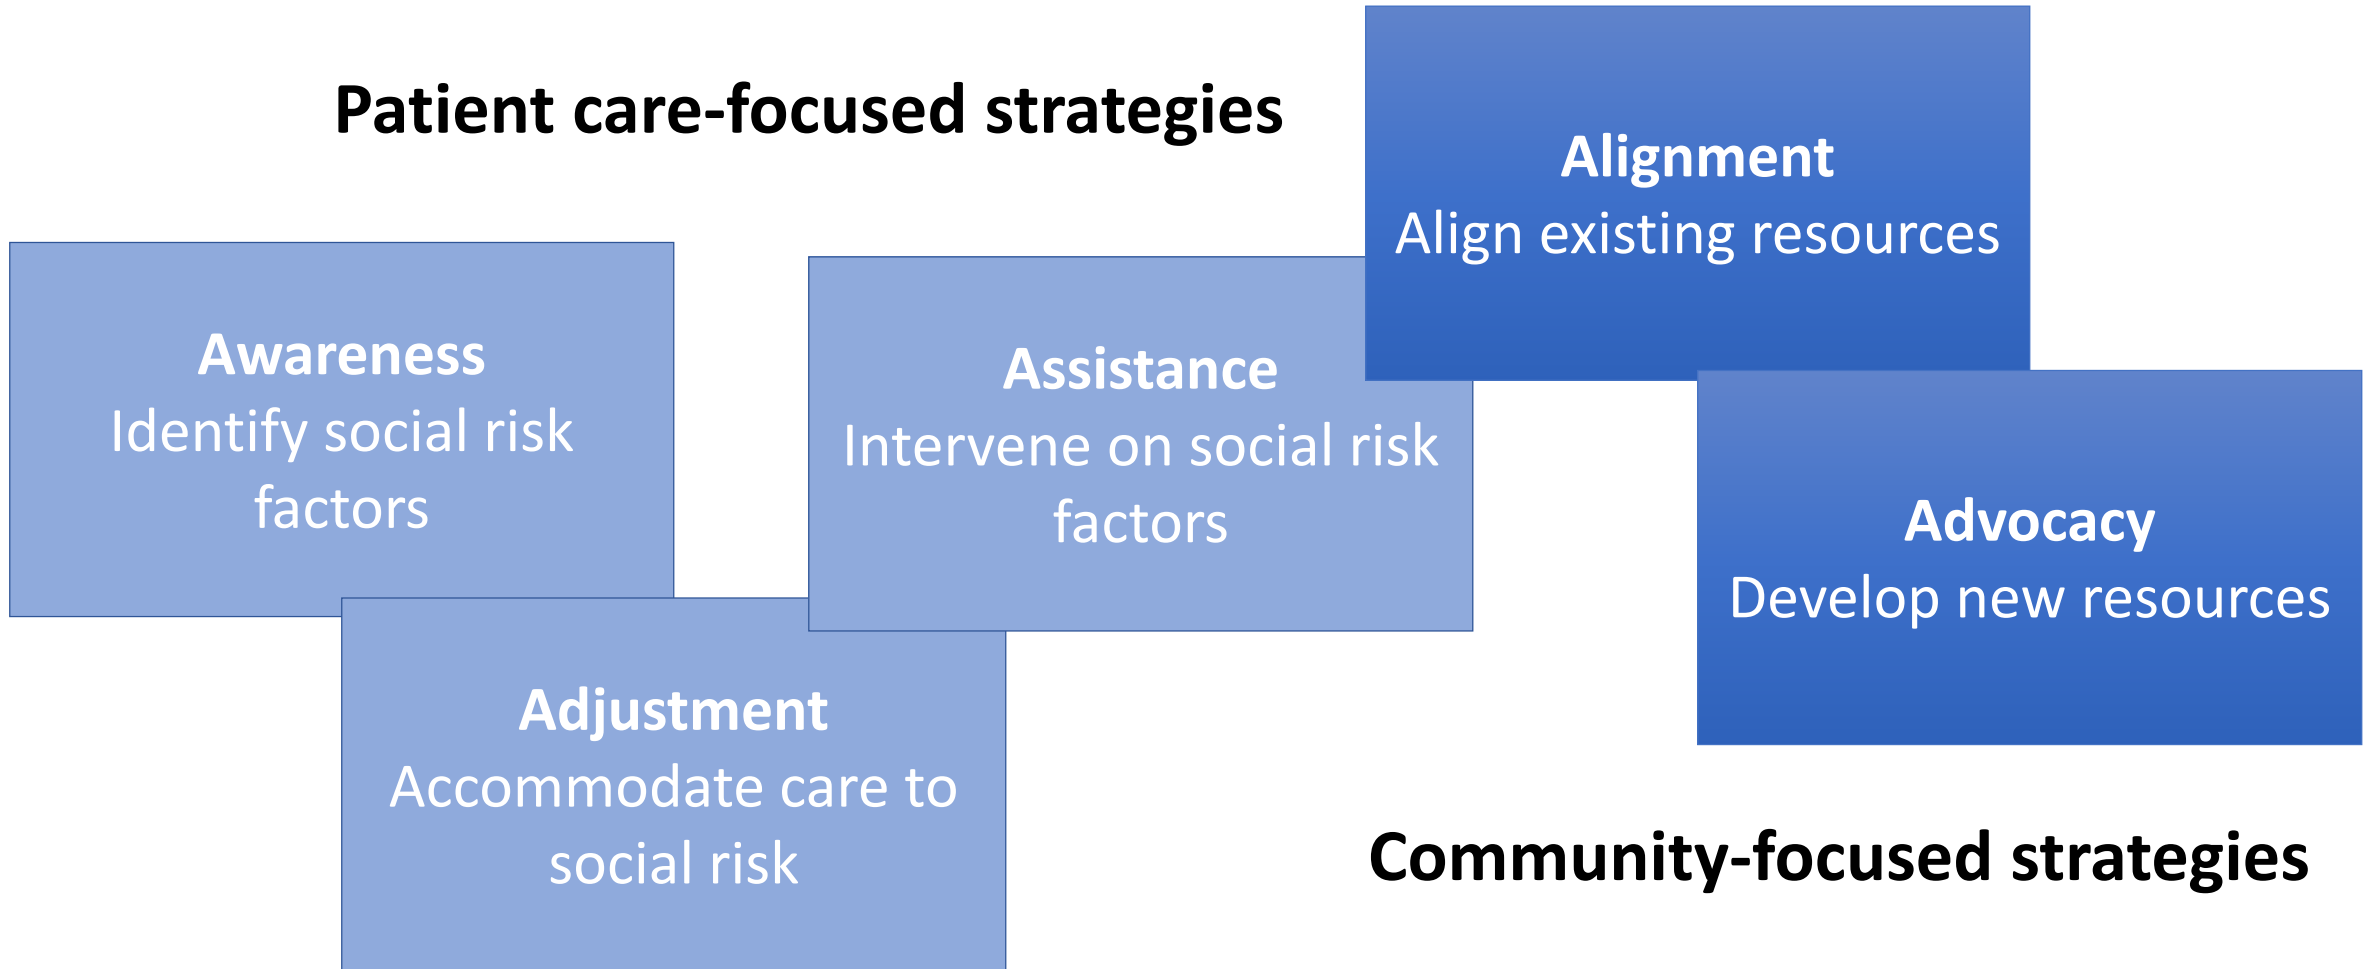 Patient care-focused strategies
Awareness
Identify social risk
factors
Adjustment
Accommodate care to
social risk
Assistance
Intervene on social risk
factors
Alignment
Align existing resources
Advocacy
Develop new resources
Community-focused strategies